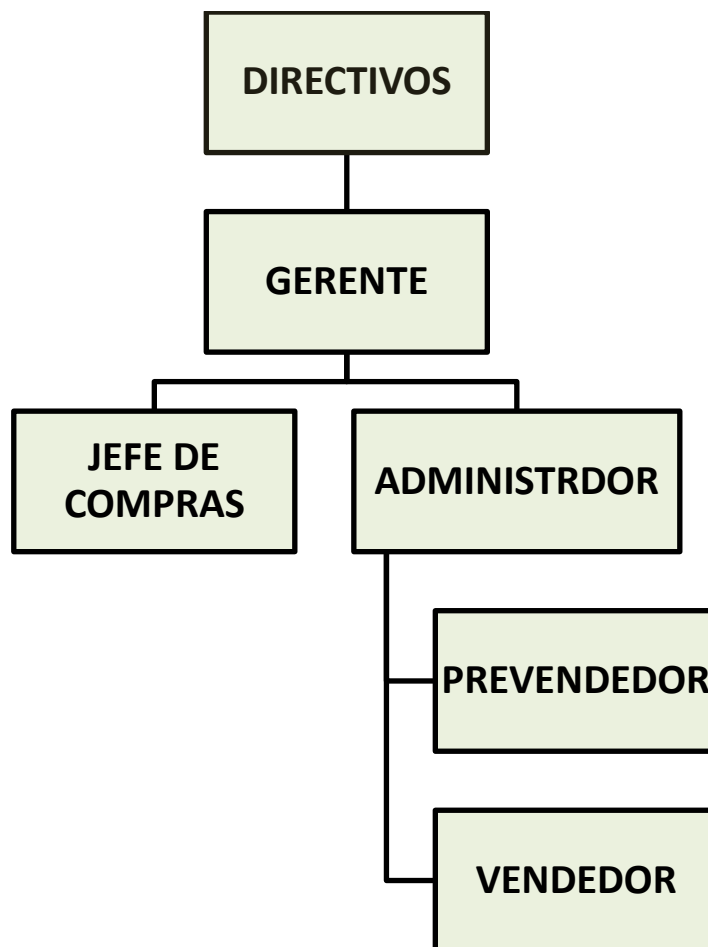 DIRECTIVOS
GERENTE
JEFE DE
COMPRAS
ADMINISTRDOR
PREVENDEDOR
VENDEDOR